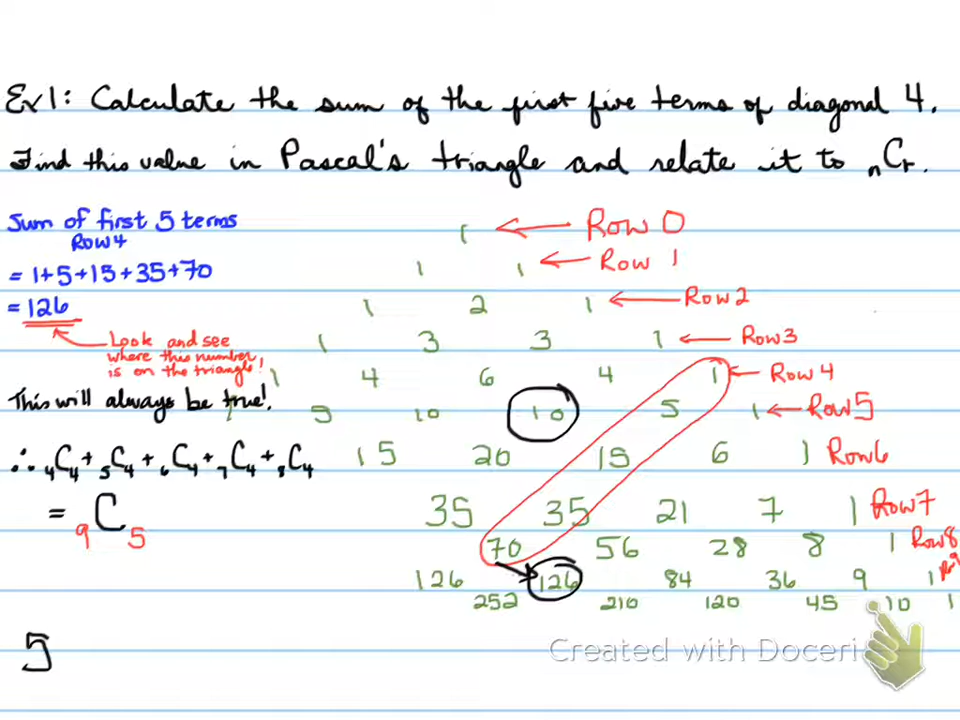 Ex1: Calculate the sum of the first five terms of diagonal 4.
Find this value in Pascal's triangle and relate it to nCr.
Sum of first 5 terms
Row 4
= 1+5+15+35+70
= 126
Look and see
where this number
is on the triangle!
This will always be true!
∴ ₄C₄ + ₅C₄ + ₆C₄ + ₇C₄ + ₈C₄
= ₉C₅
5
1 Row 0
1 1 Row 1
1 2 1 Row 2
1 3 3 1 Row 3
1 4 6 4 1 Row 4
1 5 10 10 5 1 Row 5
15 20 15 6 1 Row 6
35 35 21 7 1 Row 7
70 56 28 8 1 Row 8
126 126 84 36 9 1
252 210 120 45 10 1
Created with Doceri